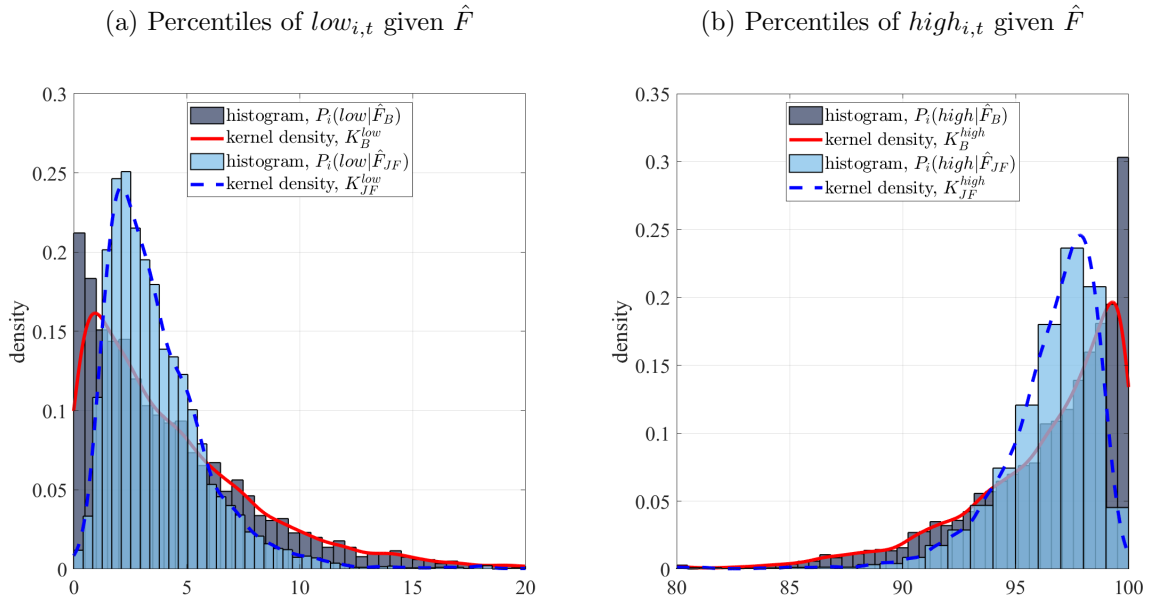 (a) Percentiles of low_{i,t} given F̂
(b) Percentiles of high_{i,t} given F̂
0.3
0.25
0.2
0.15
0.1
0.05
0
density
histogram, P_i(low|F̂_B)
kernel density, K_B^{low}
histogram, P_i(low|F̂_{JF})
kernel density, K_{JF}^{low}
0 5 10 15 20
0.35
0.3
0.25
0.2
0.15
0.1
0.05
0
density
histogram, P_i(high|F̂_B)
kernel density, K_B^{high}
histogram, P_i(high|F̂_{JF})
kernel density, K_{JF}^{high}
80 85 90 95 100